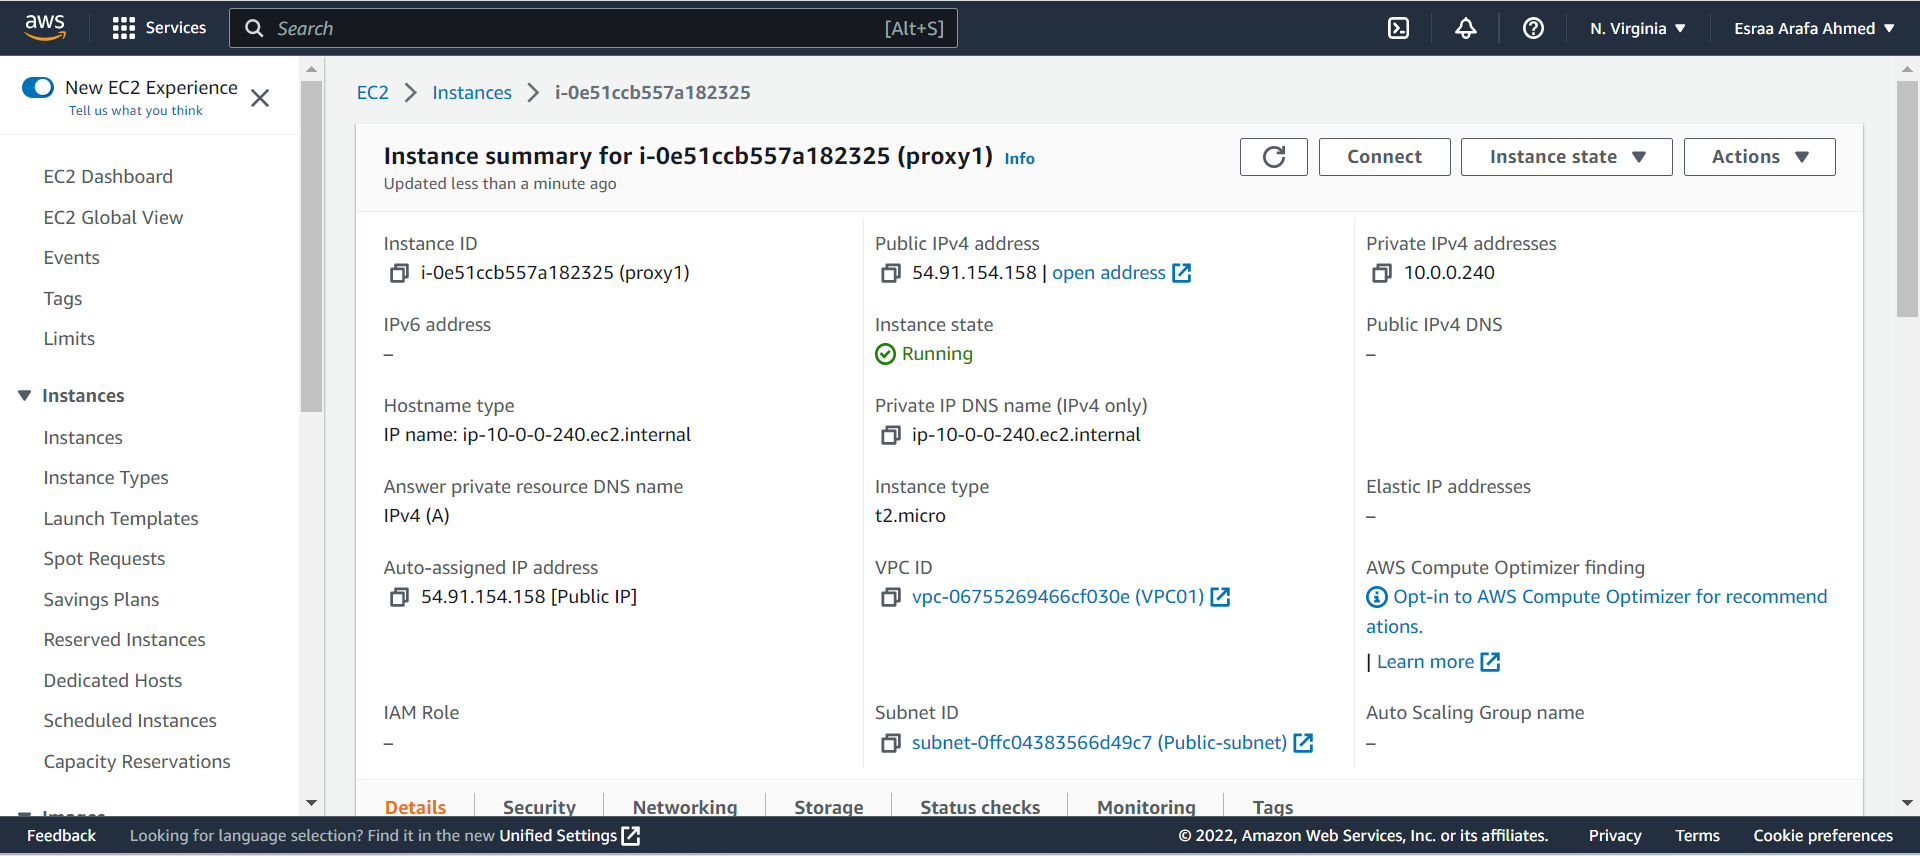 aws
Services
Search
[Alt+S]
N. Virginia
Esraa Arafa Ahmed
New EC2 Experience
Tell us what you think
EC2 Dashboard
EC2 Global View
Events
Tags
Limits
Instances
Instances
Instance Types
Launch Templates
Spot Requests
Savings Plans
Reserved Instances
Dedicated Hosts
Scheduled Instances
Capacity Reservations
Images
EC2 > Instances > i-0e51ccb557a182325
Instance summary for i-0e51ccb557a182325 (proxy1) Info
Updated less than a minute ago
Connect
Instance state
Actions
Instance ID
i-0e51ccb557a182325 (proxy1)
Public IPv4 address
54.91.154.158 | open address
Private IPv4 addresses
10.0.0.240
IPv6 address
–
Instance state
Running
Public IPv4 DNS
–
Hostname type
IP name: ip-10-0-0-240.ec2.internal
Private IP DNS name (IPv4 only)
ip-10-0-0-240.ec2.internal
Answer private resource DNS name
IPv4 (A)
Instance type
t2.micro
Elastic IP addresses
–
Auto-assigned IP address
54.91.154.158 [Public IP]
VPC ID
vpc-06755269466cf030e (VPC01)
AWS Compute Optimizer finding
Opt-in to AWS Compute Optimizer for recommend
ations.
| Learn more
IAM Role
–
Subnet ID
subnet-0ffc04383566d49c7 (Public-subnet)
Auto Scaling Group name
–
Details
Security
Networking
Storage
Status checks
Monitoring
Tags
Feedback
Looking for language selection? Find it in the new Unified Settings
© 2022, Amazon Web Services, Inc. or its affiliates.
Privacy
Terms
Cookie preferences